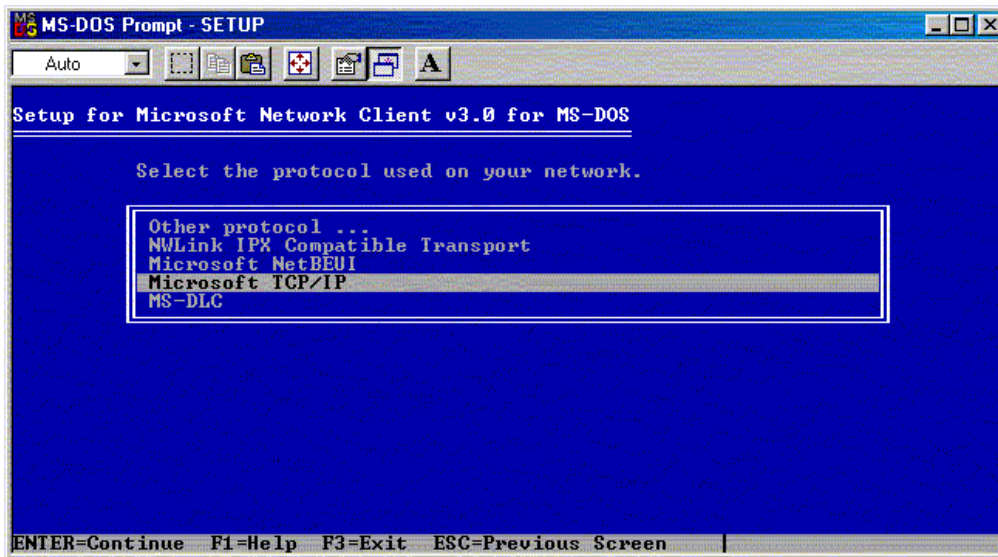 MS-DOS Prompt - SETUP
Auto
A
Setup for Microsoft Network Client v3.0 for MS-DOS
Select the protocol used on your network.
Other protocol ...
NWLink IPX Compatible Transport
Microsoft NetBEUI
Microsoft TCP/IP
MS-DLC
ENTER=Continue F1=Help F3=Exit ESC=Previous Screen